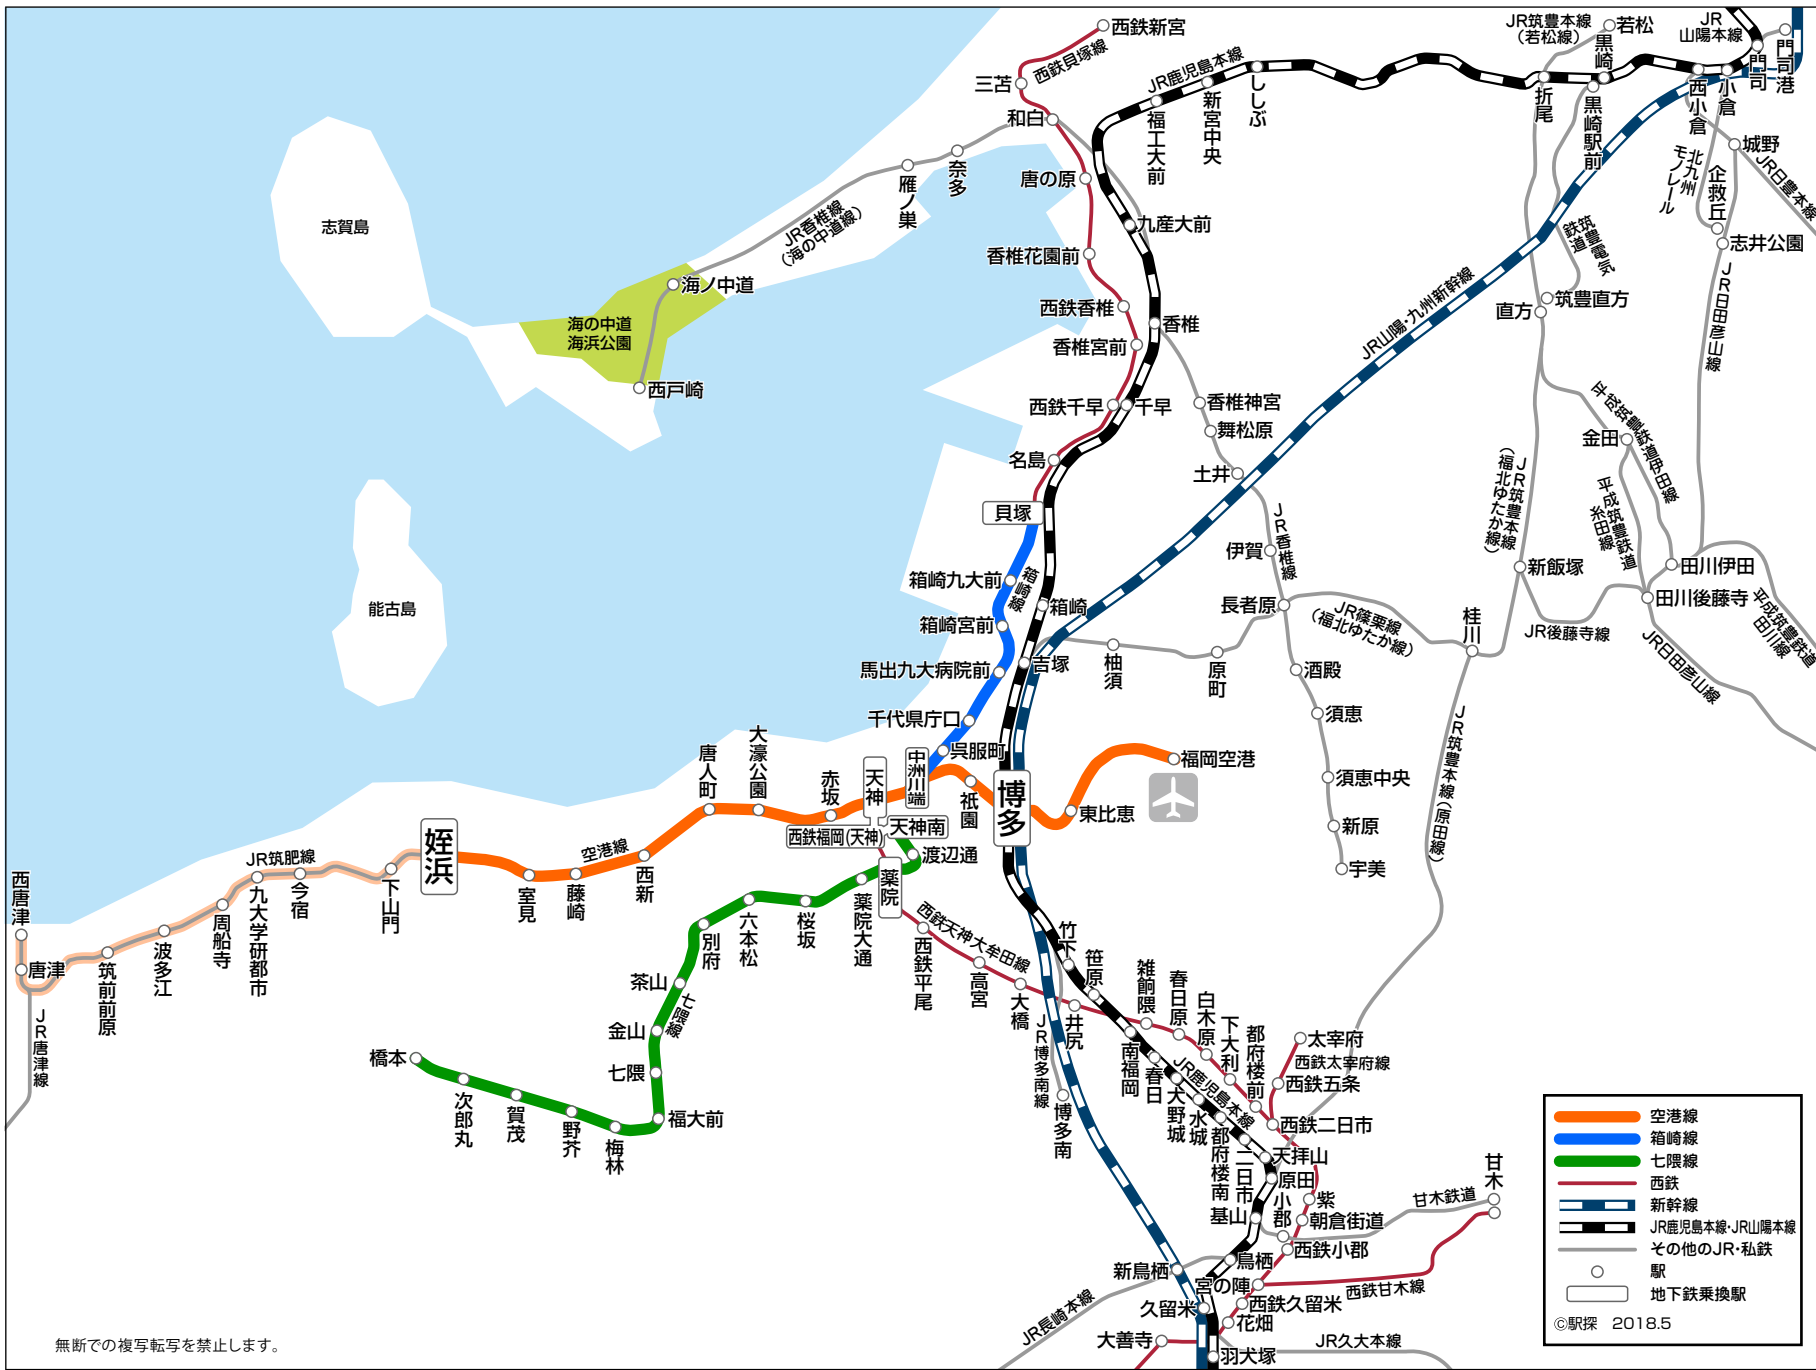 西鉄新宮
西鉄貝塚線
三苫
和白
唐の原
香椎花園前
西鉄香椎
香椎宮前
西鉄千早
名島
貝塚
奈多
雁ノ巣
JR香椎線
（海の中道線）
海ノ中道
西戸崎
海の中道
海浜公園
志賀島
能古島
JR鹿児島本線
福工大前
新宮中央
ししぶ
九産大前
香椎
千早
箱崎
吉塚
香椎神宮
舞松原
土井
伊賀
JR香椎線
長者原
酒殿
須恵
須恵中央
新原
宇美
柚須
原町
JR篠栗線
（福北ゆたか線）
桂川
JR山陽・九州新幹線
JR筑豊本線
（若松線）
若松
黒崎
折尾
黒崎駅前
JR
山陽本線
門司港
門司
小倉
西小倉
城野
JR日豊本線
北九州
モノレール
企救丘
志井公園
JR日田彦山線
筑豊電気
鉄道
筑豊直方
直方
平成筑豊鉄道伊田線
金田
平成筑豊鉄道
糸田線
JR筑豊本線
（福北ゆたか線）
新飯塚
田川伊田
田川後藤寺
JR後藤寺線
平成筑豊鉄道
田川線
JR日田彦山線
JR筑豊本線（原田線）
箱崎線
箱崎九大前
箱崎宮前
馬出九大病院前
千代県庁口
呉服町
中洲川端
天神
西鉄福岡（天神）
天神南
渡辺通
薬院
祇園
博多
東比恵
福岡空港
赤坂
大濠公園
唐人町
西新
空港線
藤崎
室見
姪浜
JR筑肥線
下山門
今宿
九大学研都市
周船寺
波多江
筑前前原
西唐津
唐津
JR唐津線
薬院大通
桜坂
六本松
別府
茶山
七隈線
金山
七隈
福大前
梅林
野芥
賀茂
次郎丸
橋本
西鉄天神大牟田線
西鉄平尾
高宮
大橋
井尻
雑餉隈
春日原
白木原
下大利
都府楼前
西鉄二日市
太宰府
西鉄太宰府線
西鉄五条
紫
朝倉街道
西鉄小郡
宮の陣
西鉄久留米
花畑
大善寺
竹下
笹原
南福岡
春日
大野城
水城
都府楼南
二日市
天拝山
原田
基山
鳥栖
久留米
羽犬塚
JR鹿児島本線
JR博多南線
博多南
新鳥栖
小郡
甘木鉄道
甘木
西鉄甘木線
JR長崎本線
JR久大本線
空港線
箱崎線
七隈線
西鉄
新幹線
JR鹿児島本線・JR山陽本線
その他のJR・私鉄
駅
地下鉄乗換駅
©駅探　2018.5
無断での複写転写を禁止します。